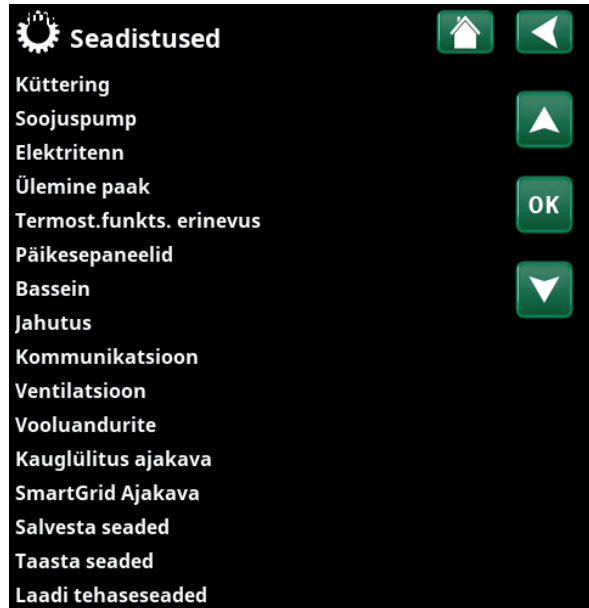 Seadistused
Küttering
Soojuspump
Elektritenn
Ülemine paak
Termost.funkts. erinevus
OK
Päikesepaneelid
Bassein
Jahutus
Kommunikatsioon
Ventilatsioon
Vooluandurite
Kauglülitus ajakava
SmartGrid Ajakava
Salvesta seaded
Taasta seaded
Laadi tehaseseaded